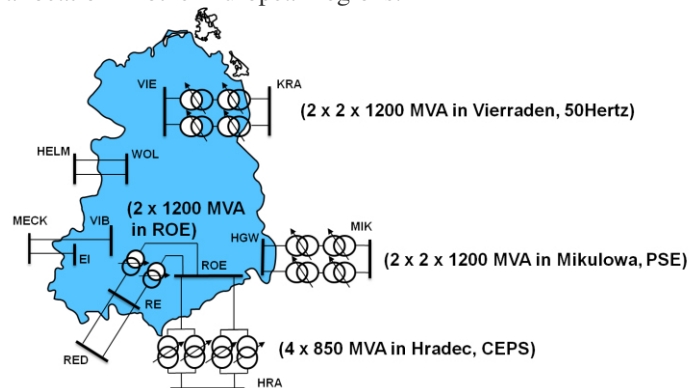 VIE
KRA
(2 x 2 x 1200 MVA in Vierraden, 50Hertz)
HELM
WOL
(2 x 1200 MVA
in ROE)
MECK
VIB
HGW
MIK
EI
ROE
(2 x 2 x 1200 MVA in Mikulowa, PSE)
RE
RED
(4 x 850 MVA in Hradec, CEPS)
HRA